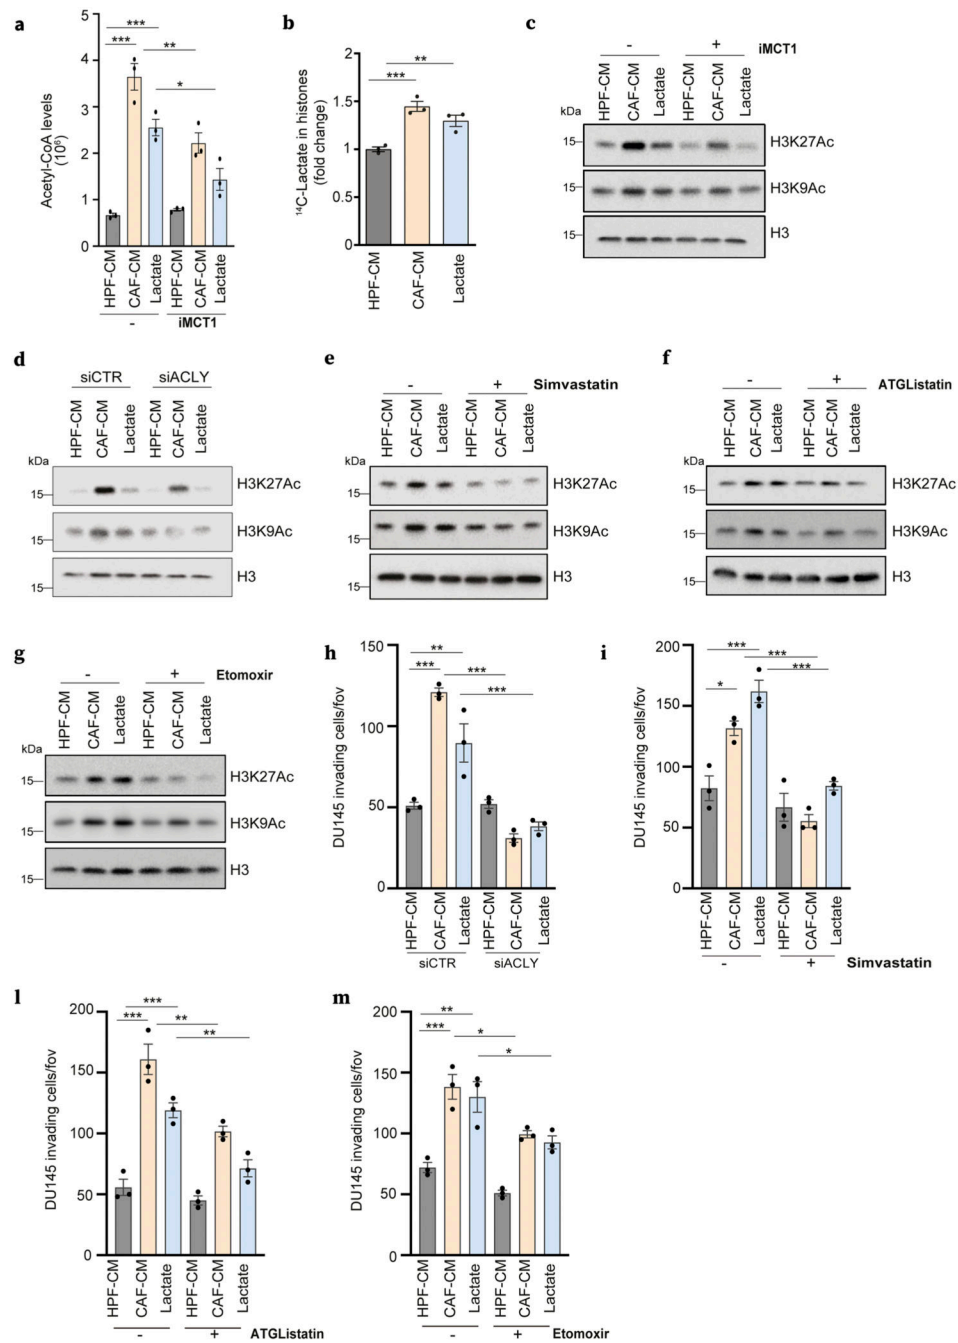 a
Acetyl-CoA levels
(10⁶)
5
4
3
2
1
0
***
***
**
*
HPF-CM
CAF-CM
Lactate
HPF-CM
CAF-CM
Lactate
-
iMCT1
b
¹⁴C-Lactate in histones
(fold change)
2
1.5
1
0.5
0
**
***
HPF-CM
CAF-CM
Lactate
c
- + iMCT1
HPF-CM
CAF-CM
Lactate
HPF-CM
CAF-CM
Lactate
kDa
15 H3K27Ac
15 H3K9Ac
15 H3
d
siCTR siACLY
HPF-CM
CAF-CM
Lactate
HPF-CM
CAF-CM
Lactate
kDa
15 H3K27Ac
15 H3K9Ac
15 H3
e
- + Simvastatin
HPF-CM
CAF-CM
Lactate
HPF-CM
CAF-CM
Lactate
kDa
15 H3K27Ac
15 H3K9Ac
15 H3
f
- + ATGListatin
HPF-CM
CAF-CM
Lactate
HPF-CM
CAF-CM
Lactate
kDa
15 H3K27Ac
15 H3K9Ac
15 H3
g
- + Etomoxir
HPF-CM
CAF-CM
Lactate
HPF-CM
CAF-CM
Lactate
kDa
15 H3K27Ac
15 H3K9Ac
15 H3
h
DU145 invading cells/fov
150
100
50
0
**
*** ***
***
HPF-CM
CAF-CM
Lactate
HPF-CM
CAF-CM
Lactate
siCTR siACLY
i
DU145 invading cells/fov
200
150
100
50
0
***
***
***
*
HPF-CM
CAF-CM
Lactate
HPF-CM
CAF-CM
Lactate
- + Simvastatin
l
DU145 invading cells/fov
200
150
100
50
0
***
*** **
**
HPF-CM
CAF-CM
Lactate
HPF-CM
CAF-CM
Lactate
- + ATGListatin
m
DU145 invading cells/fov
200
150
100
50
0
**
*** *
*
HPF-CM
CAF-CM
Lactate
HPF-CM
CAF-CM
Lactate
- + Etomoxir